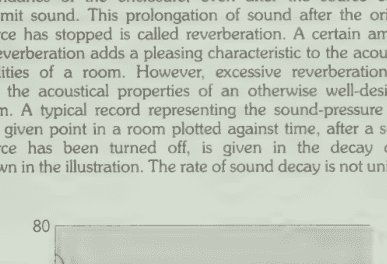 mit sound. This prolongation of sound after the ori
ce has stopped is called reverberation. A certain am
everberation adds a pleasing characteristic to the acou
ities of a room. However, excessive reverberation
the acoustical properties of an otherwise well-desi
m. A typical record representing the sound-pressure
given point in a room plotted against time, after a s
rce has been turned off, is given in the decay c
wn in the illustration. The rate of sound decay is not uni
80